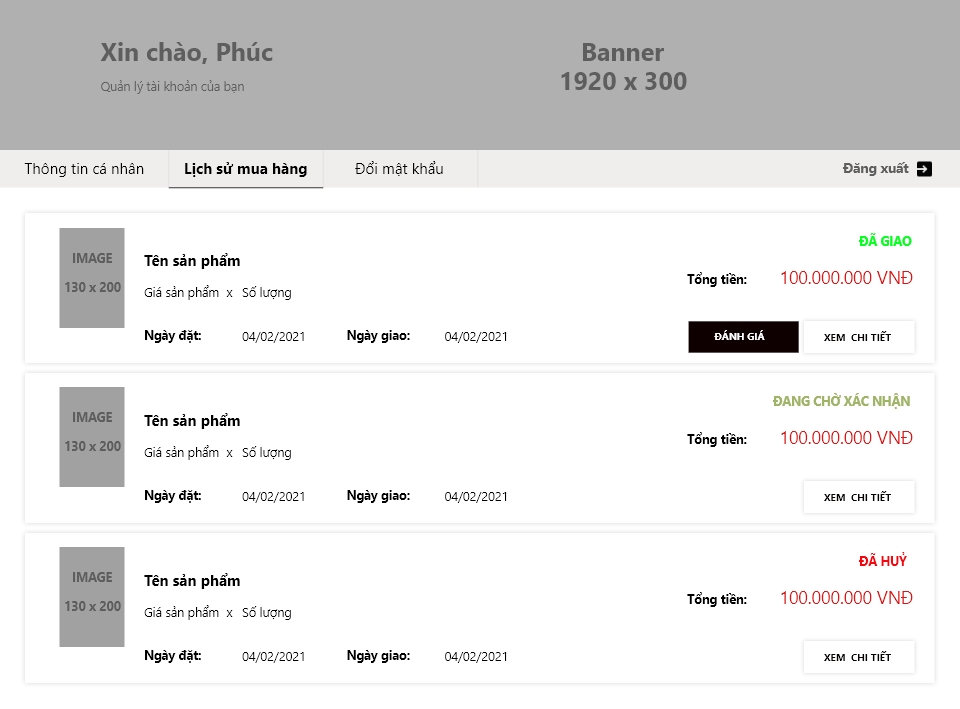 Xin chào, Phúc
Quản lý tài khoản của bạn
Banner
1920 x 300
Thông tin cá nhân
Lịch sử mua hàng
Đổi mật khẩu
Đăng xuất
IMAGE
130 x 200
Tên sản phẩm
Giá sản phẩm x Số lượng
Ngày đặt: 04/02/2021 Ngày giao: 04/02/2021
ĐÃ GIAO
Tổng tiền: 100.000.000 VNĐ
ĐÁNH GIÁ
XEM CHI TIẾT
IMAGE
130 x 200
Tên sản phẩm
Giá sản phẩm x Số lượng
Ngày đặt: 04/02/2021 Ngày giao: 04/02/2021
ĐANG CHỜ XÁC NHẬN
Tổng tiền: 100.000.000 VNĐ
XEM CHI TIẾT
IMAGE
130 x 200
Tên sản phẩm
Giá sản phẩm x Số lượng
Ngày đặt: 04/02/2021 Ngày giao: 04/02/2021
ĐÃ HUỶ
Tổng tiền: 100.000.000 VNĐ
XEM CHI TIẾT